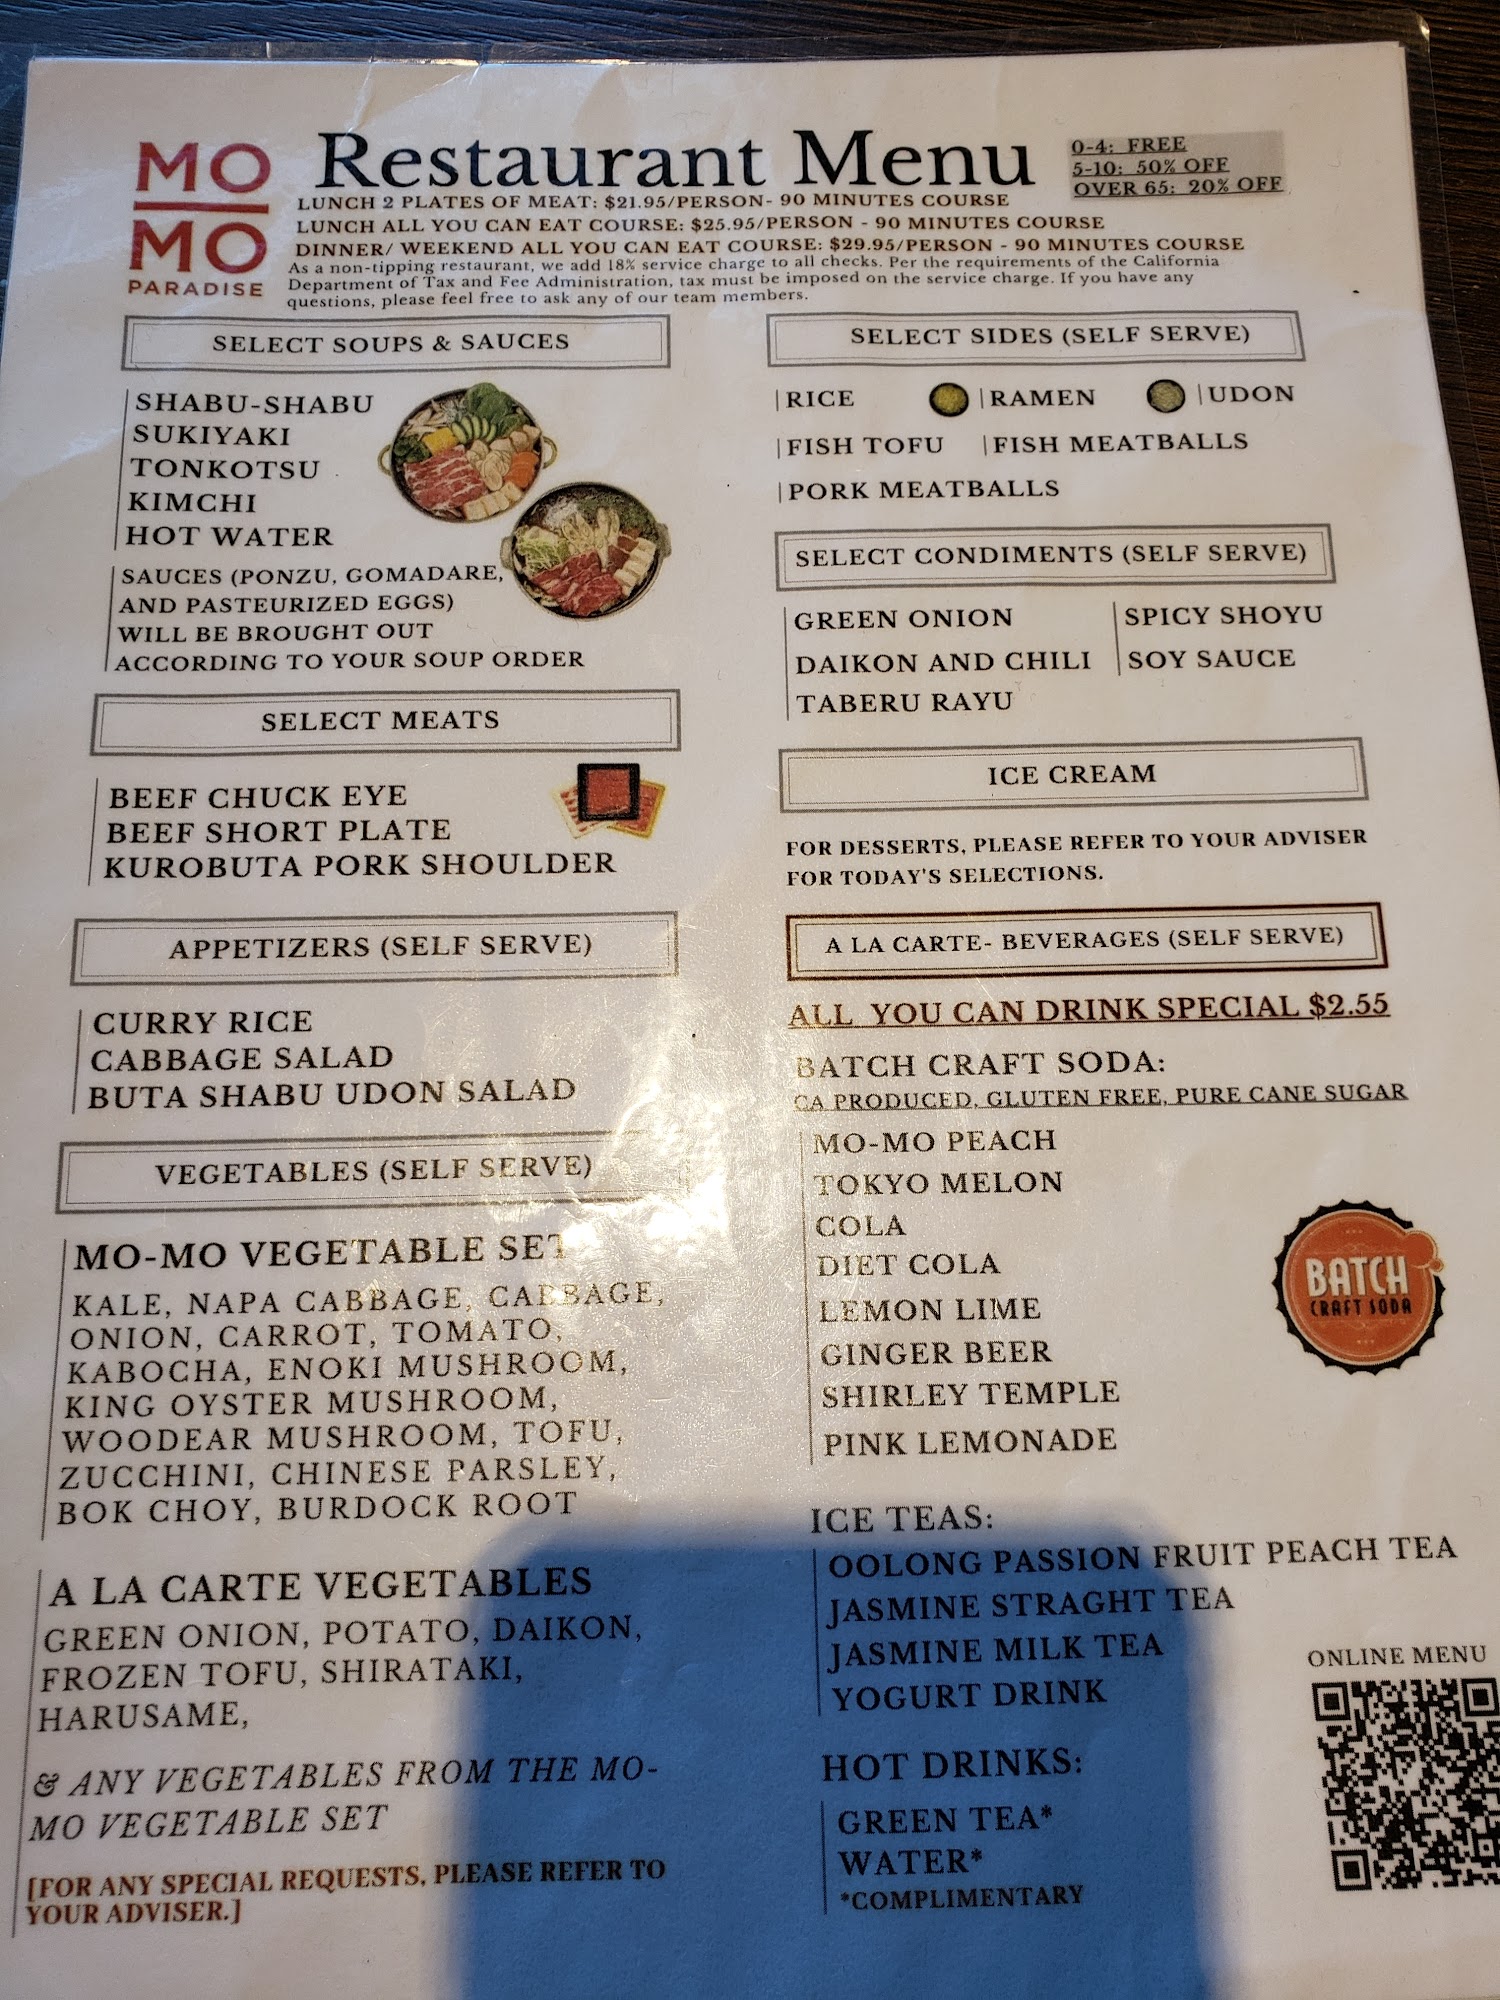 MO
MO
PARADISE
Restaurant Menu
0-4: FREE
5-10: 50% OFF
OVER 65: 20% OFF
LUNCH 2 PLATES OF MEAT: $21.95/PERSON- 90 MINUTES COURSE
LUNCH ALL YOU CAN EAT COURSE: $25.95/PERSON - 90 MINUTES COURSE
DINNER/ WEEKEND ALL YOU CAN EAT COURSE: $29.95/PERSON - 90 MINUTES COURSE
As a non-tipping restaurant, we add 18% service charge to all checks. Per the requirements of the California
Department of Tax and Fee Administration, tax must be imposed on the service charge. If you have any
questions, please feel free to ask any of our team members.
SELECT SOUPS & SAUCES
SHABU-SHABU
SUKIYAKI
TONKOTSU
KIMCHI
HOT WATER
SAUCES (PONZU, GOMADARE,
AND PASTEURIZED EGGS)
WILL BE BROUGHT OUT
ACCORDING TO YOUR SOUP ORDER
SELECT MEATS
BEEF CHUCK EYE
BEEF SHORT PLATE
KUROBUTA PORK SHOULDER
APPETIZERS (SELF SERVE)
CURRY RICE
CABBAGE SALAD
BUTA SHABU UDON SALAD
VEGETABLES (SELF SERVE)
MO-MO VEGETABLE SET
KALE, NAPA CABBAGE, CABBAGE,
ONION, CARROT, TOMATO,
KABOCHA, ENOKI MUSHROOM,
KING OYSTER MUSHROOM,
WOODEAR MUSHROOM, TOFU,
ZUCCHINI, CHINESE PARSLEY,
BOK CHOY, BURDOCK ROOT
A LA CARTE VEGETABLES
GREEN ONION, POTATO, DAIKON,
FROZEN TOFU, SHIRATAKI,
HARUSAME,
& ANY VEGETABLES FROM THE MO-
MO VEGETABLE SET
[FOR ANY SPECIAL REQUESTS, PLEASE REFER TO
YOUR ADVISER.]
SELECT SIDES (SELF SERVE)
RICE RAMEN UDON
FISH TOFU FISH MEATBALLS
PORK MEATBALLS
SELECT CONDIMENTS (SELF SERVE)
GREEN ONION SPICY SHOYU
DAIKON AND CHILI SOY SAUCE
TABERU RAYU
ICE CREAM
FOR DESSERTS, PLEASE REFER TO YOUR ADVISER
FOR TODAY'S SELECTIONS.
A LA CARTE- BEVERAGES (SELF SERVE)
ALL YOU CAN DRINK SPECIAL $2.55
BATCH CRAFT SODA:
CA PRODUCED, GLUTEN FREE, PURE CANE SUGAR
MO-MO PEACH
TOKYO MELON
COLA
DIET COLA
LEMON LIME
GINGER BEER
SHIRLEY TEMPLE
PINK LEMONADE
BATCH
CRAFT SODA
ICE TEAS:
OOLONG PASSION FRUIT PEACH TEA
JASMINE STRAGHT TEA
JASMINE MILK TEA
YOGURT DRINK
ONLINE MENU
HOT DRINKS:
GREEN TEA*
WATER*
*COMPLIMENTARY